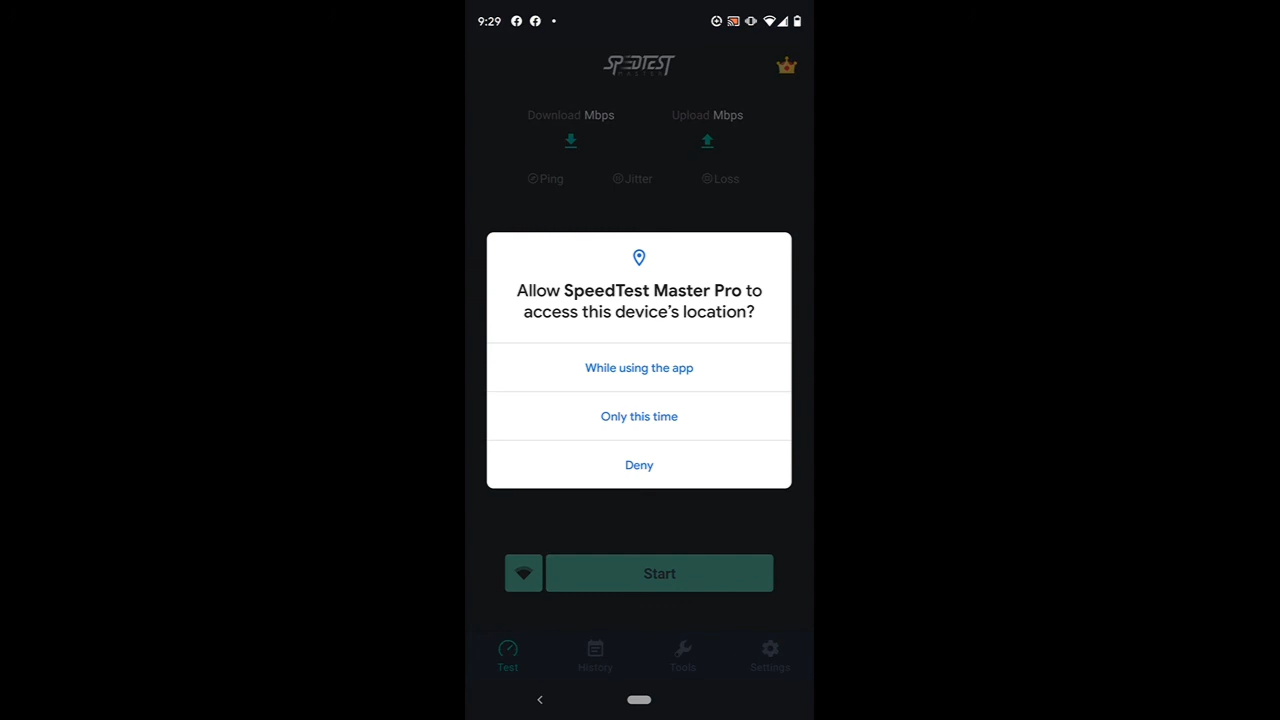 9:29
SPEEDTEST
MASTER
Download Mbps
Upload Mbps
Ping
Jitter
Loss
Allow SpeedTest Master Pro to
access this device's location?
While using the app
Only this time
Deny
Start
Test
History
Tools
Settings